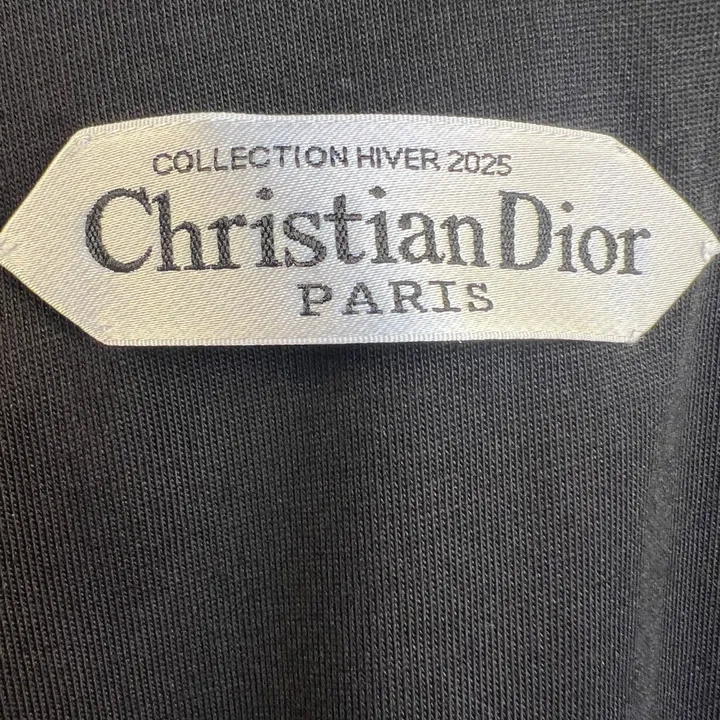 COLLECTION HIVER 2025
Christian Dior
PARIS